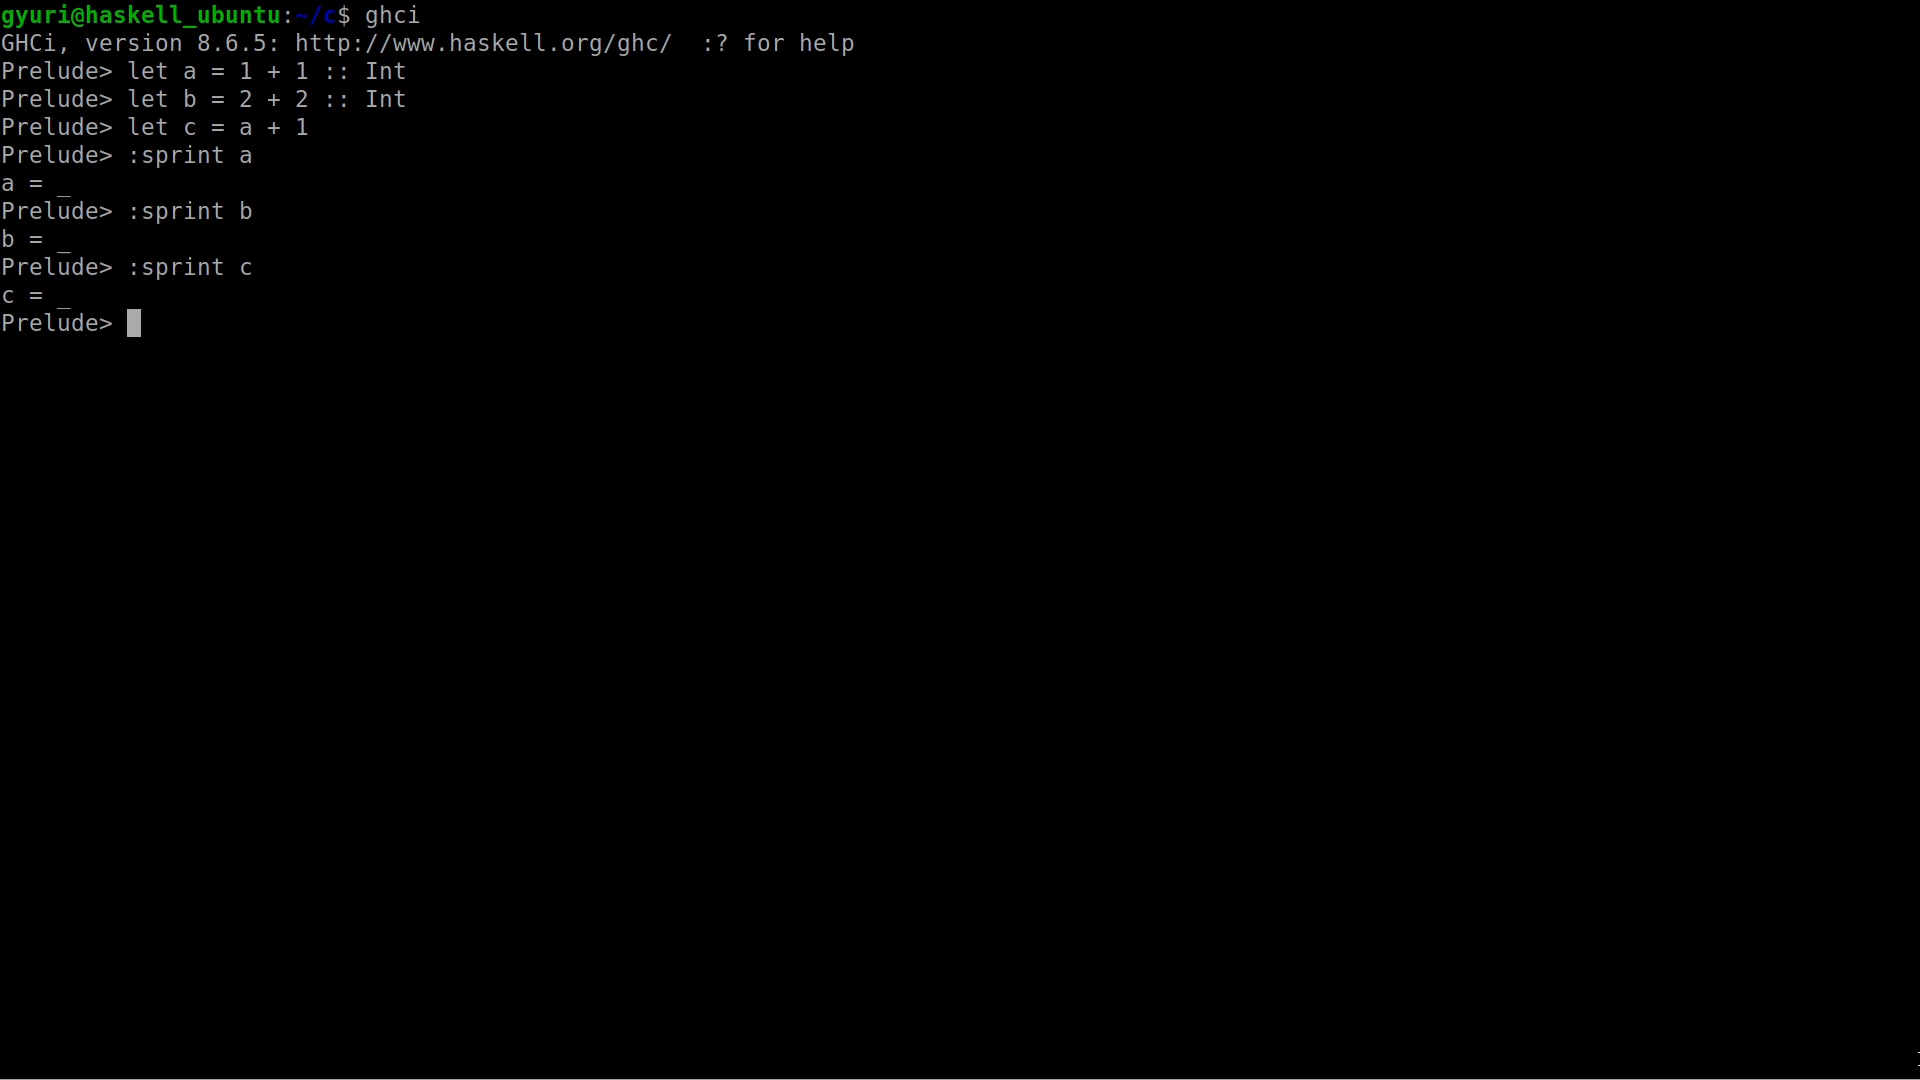 gyuri@haskell_ubuntu:~/c$ ghci
GHCi, version 8.6.5: http://www.haskell.org/ghc/  :? for help
Prelude> let a = 1 + 1 :: Int
Prelude> let b = 2 + 2 :: Int
Prelude> let c = a + 1
Prelude> :sprint a
a = _
Prelude> :sprint b
b = _
Prelude> :sprint c
c = _
Prelude>